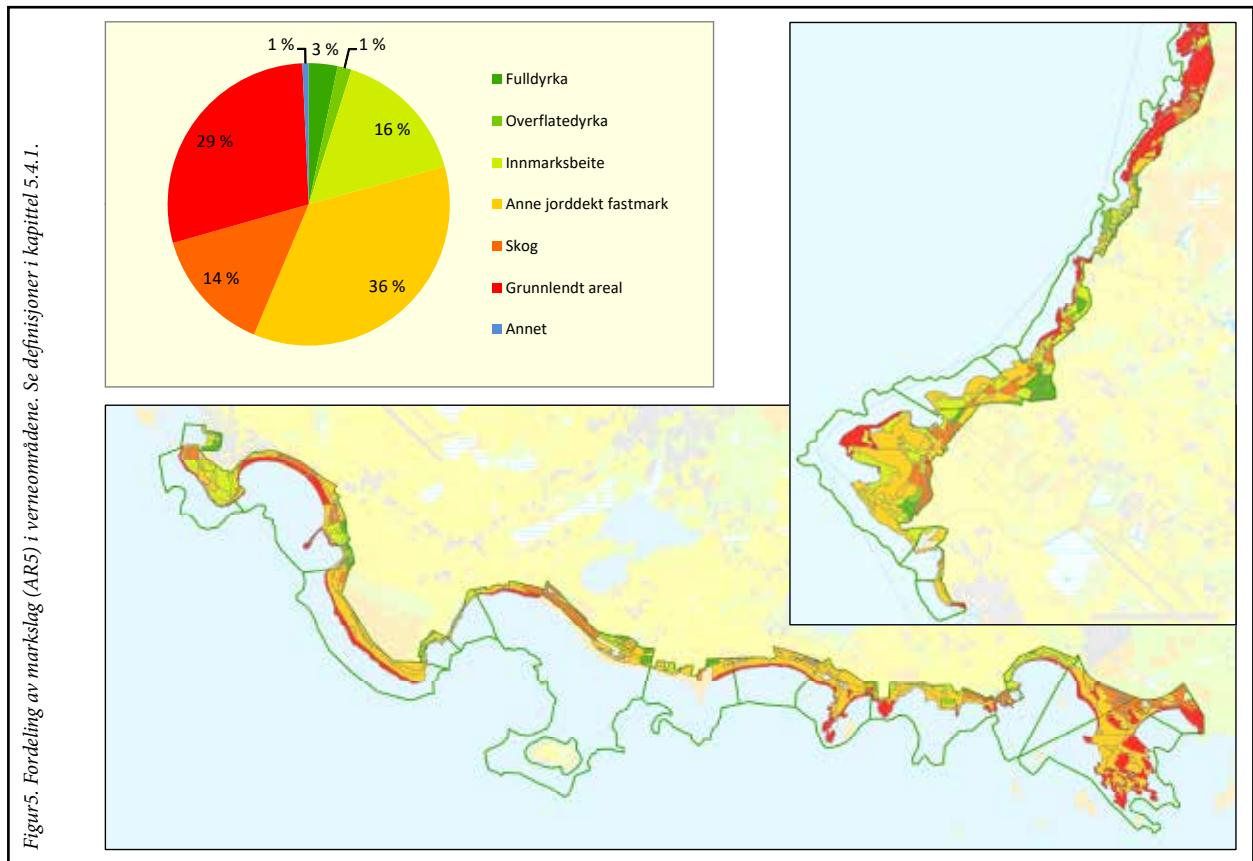 1 %
3 %
1 %
16 %
36 %
14 %
29 %
Fulldyrka
Overflatedyrka
Innmarksbeite
Anne jorddekt fastmark
Skog
Grunnlendt areal
Annet
Figur5. Fordeling av markslag (AR5) i verneområdene. Se definisjoner i kapittel 5.4.1.